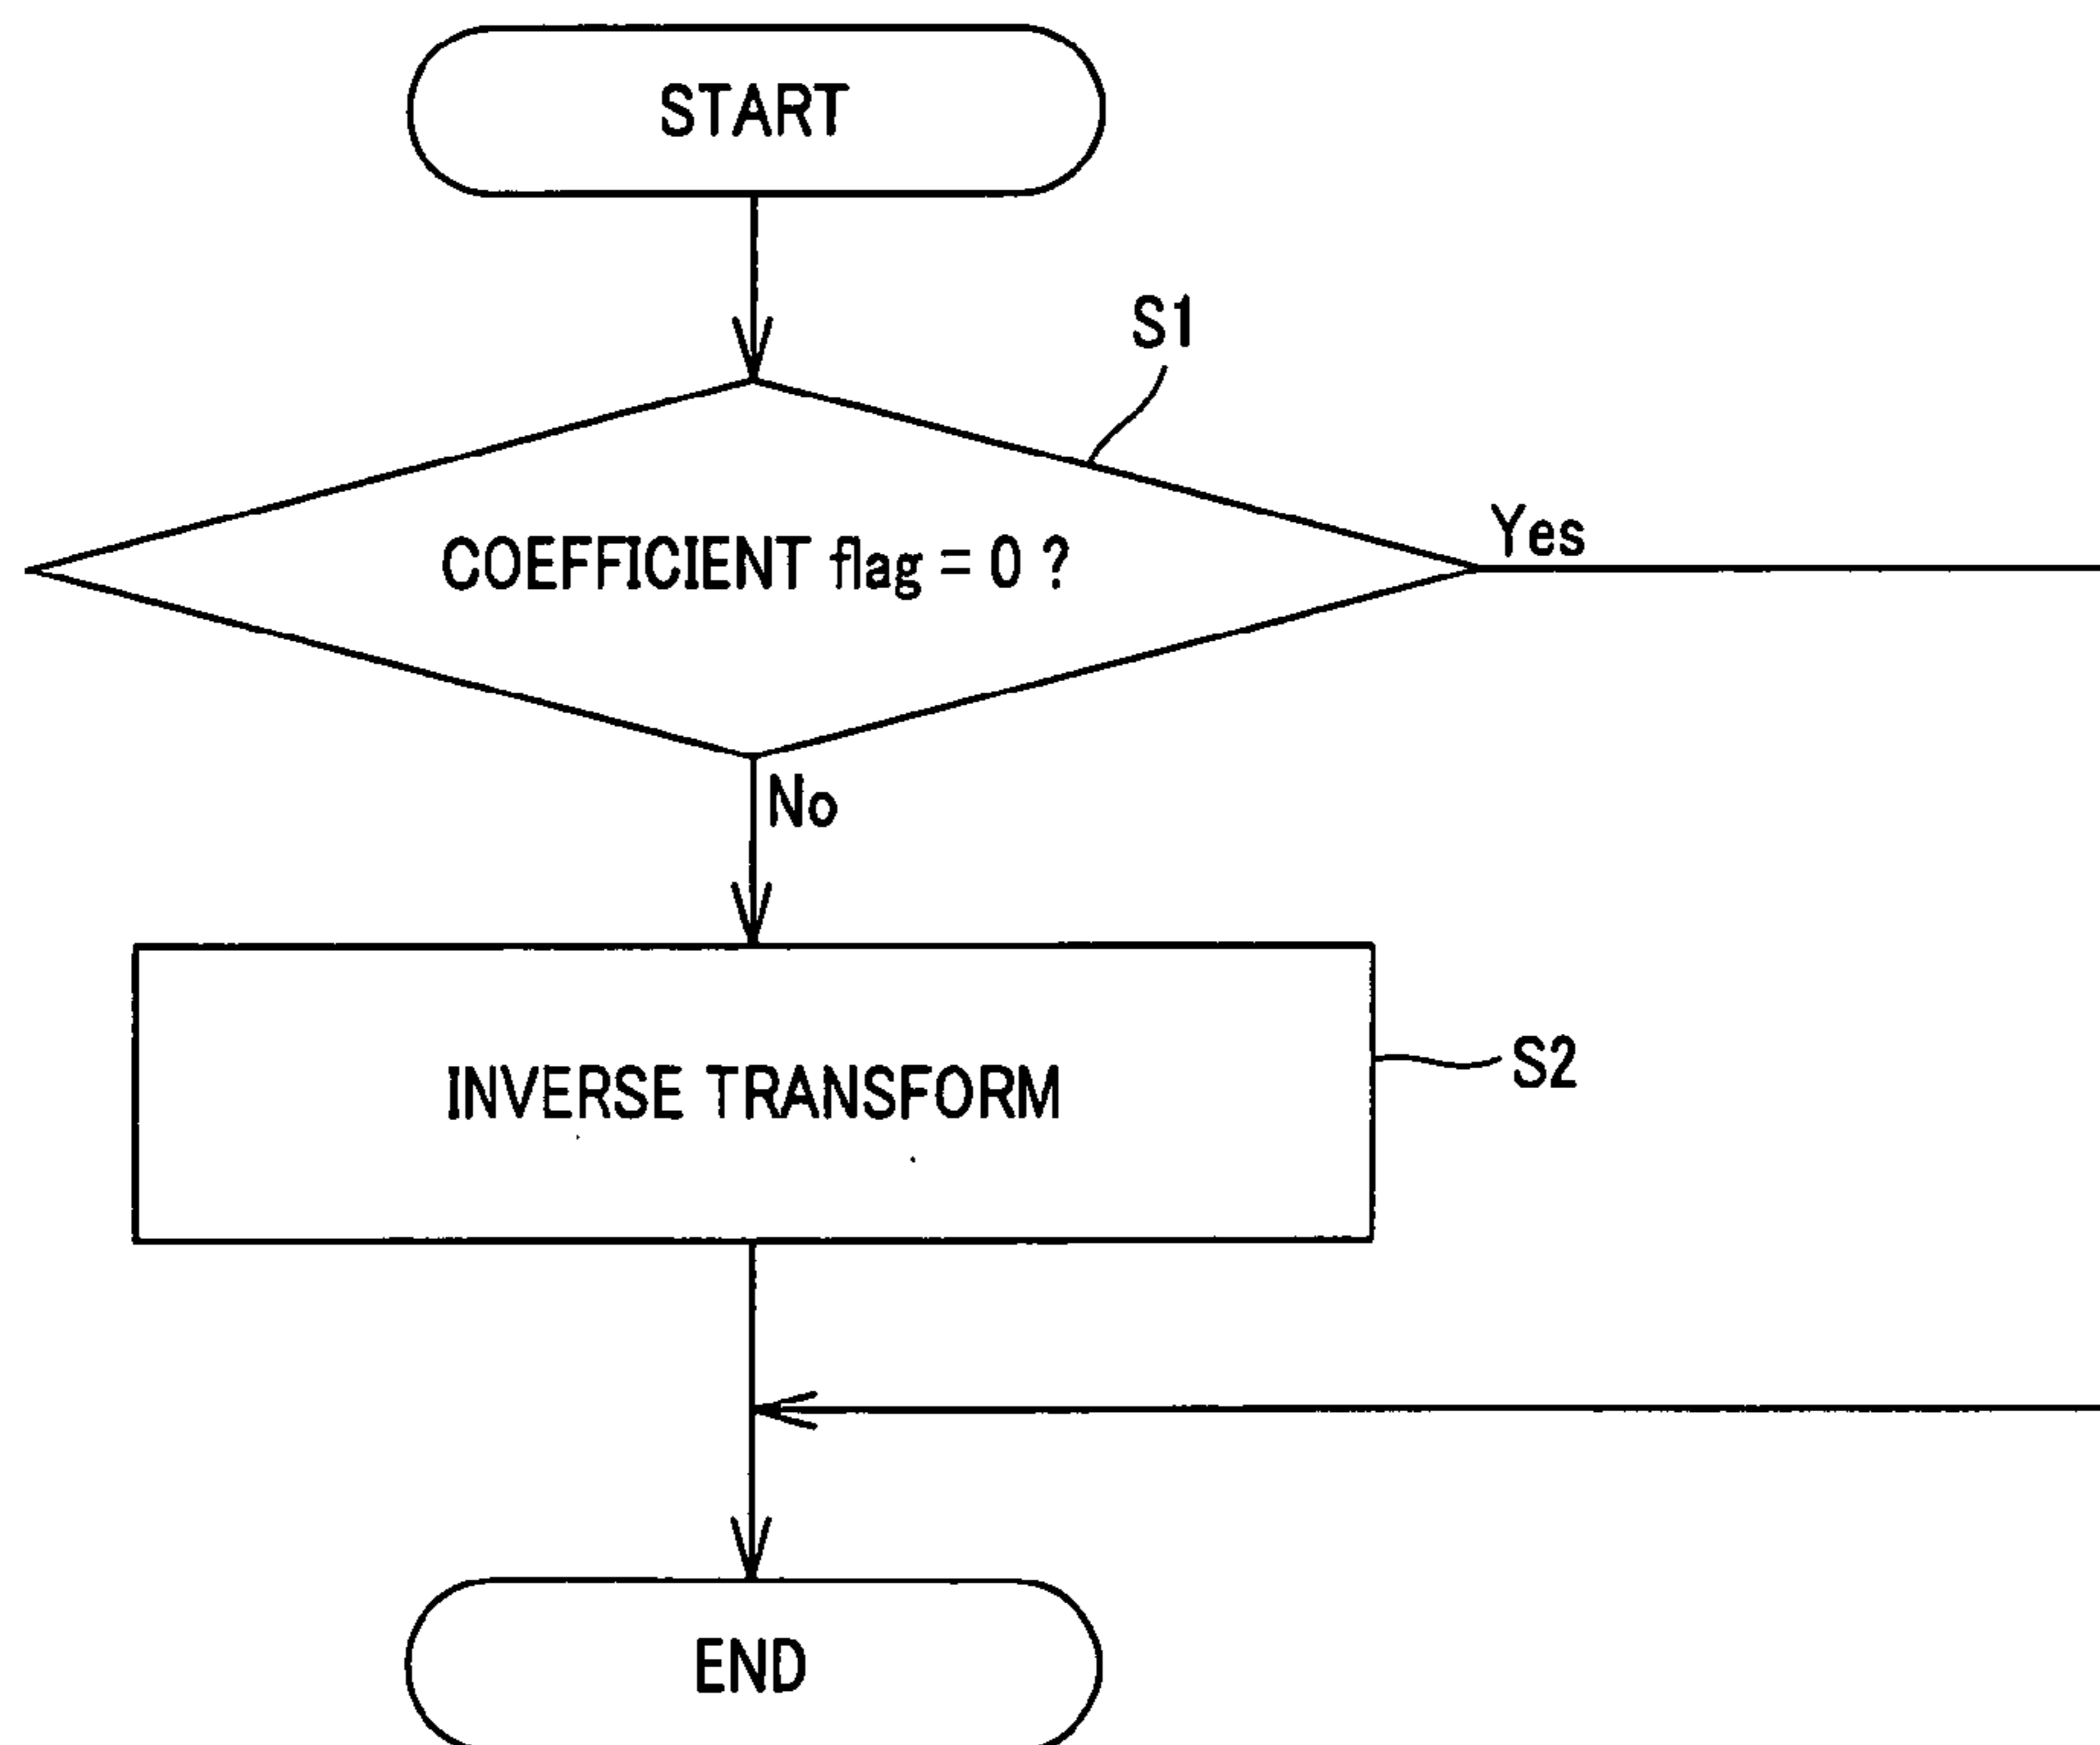 START
S1
COEFFICIENT flag = 0 ?
Yes
No
INVERSE TRANSFORM
S2
END